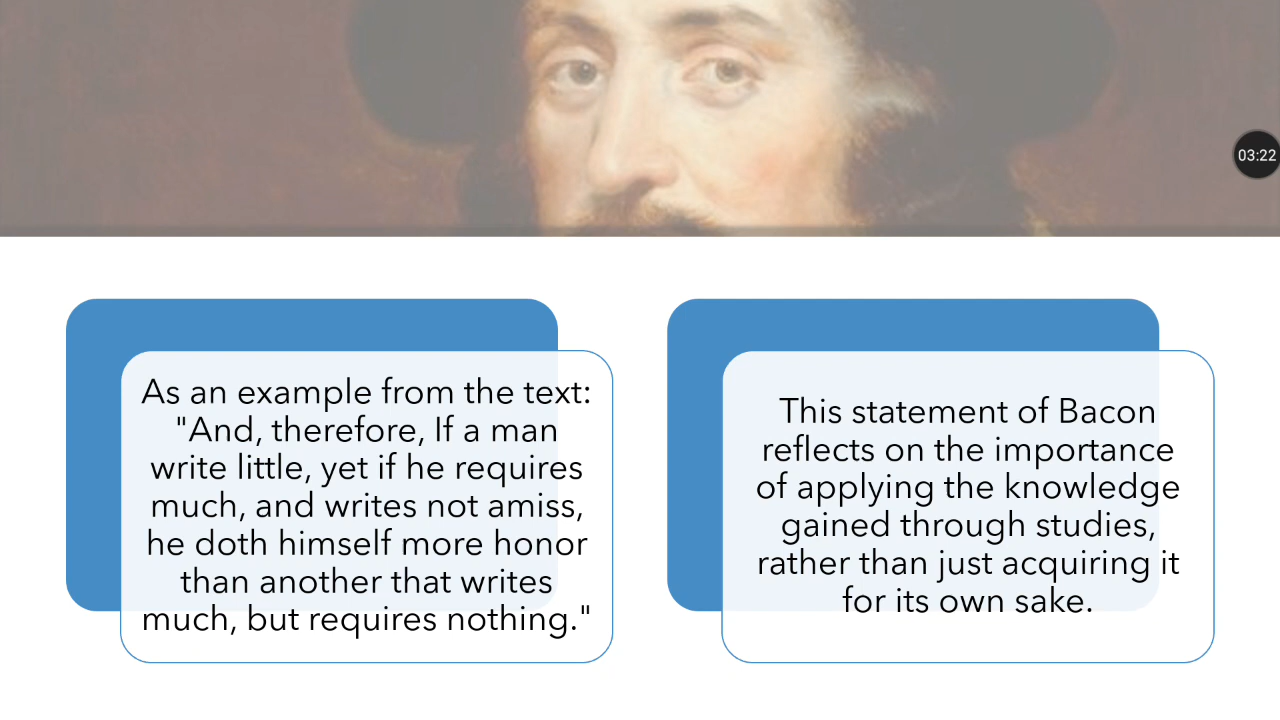 03:22
As an example from the text:
"And, therefore, If a man
write little, yet if he requires
much, and writes not amiss,
he doth himself more honor
than another that writes
much, but requires nothing."
This statement of Bacon
reflects on the importance
of applying the knowledge
gained through studies,
rather than just acquiring it
for its own sake.